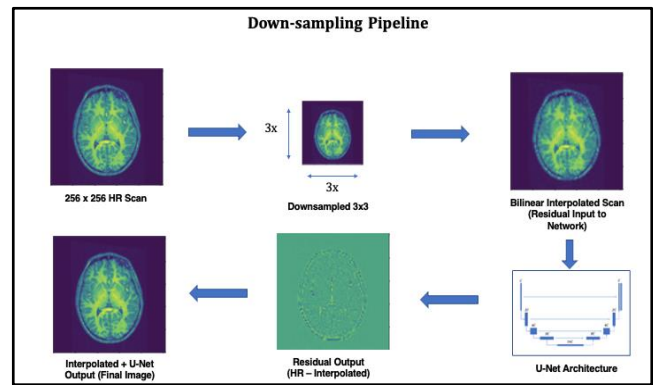 Down-sampling Pipeline
3x
3x
256 x 256 HR Scan
Downsampled 3x3
Bilinear Interpolated Scan
(Residual Input to
Network)
Interpolated + U-Net
Output (Final Image)
Residual Output
(HR – Interpolated)
U-Net Architecture